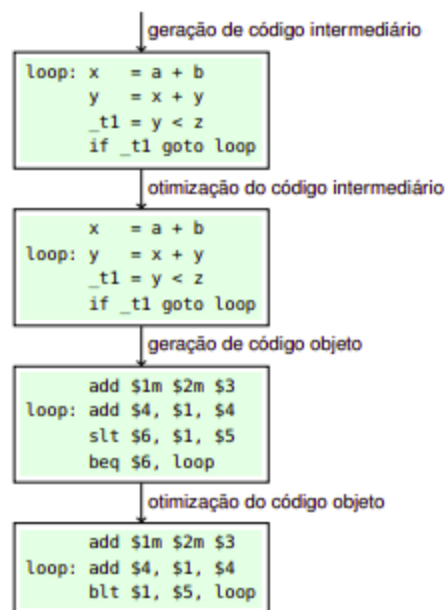 geração de código intermediário
loop: x = a + b
y = x + y
_t1 = y < z
if _t1 goto loop
otimização do código intermediário
x = a + b
loop: y = x + y
_t1 = y < z
if _t1 goto loop
geração de código objeto
add $1m $2m $3
loop: add $4, $1, $4
slt $6, $1, $5
beq $6, loop
otimização do código objeto
add $1m $2m $3
loop: add $4, $1, $4
blt $1, $5, loop